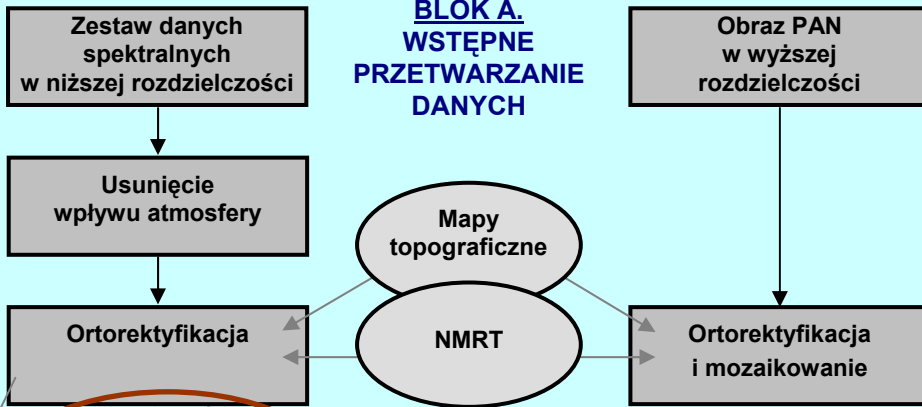 BLOK A.
WSTĘPNE
PRZETWARZANIE
DANYCH
Zestaw danych
spektralnych
w niższej rozdzielczości
Obraz PAN
w wyższej
rozdzielczości
Usunięcie
wpływu atmosfery
Mapy
topograficzne
Ortorektyfikacja
NMRT
Ortorektyfikacja
i mozaikowanie